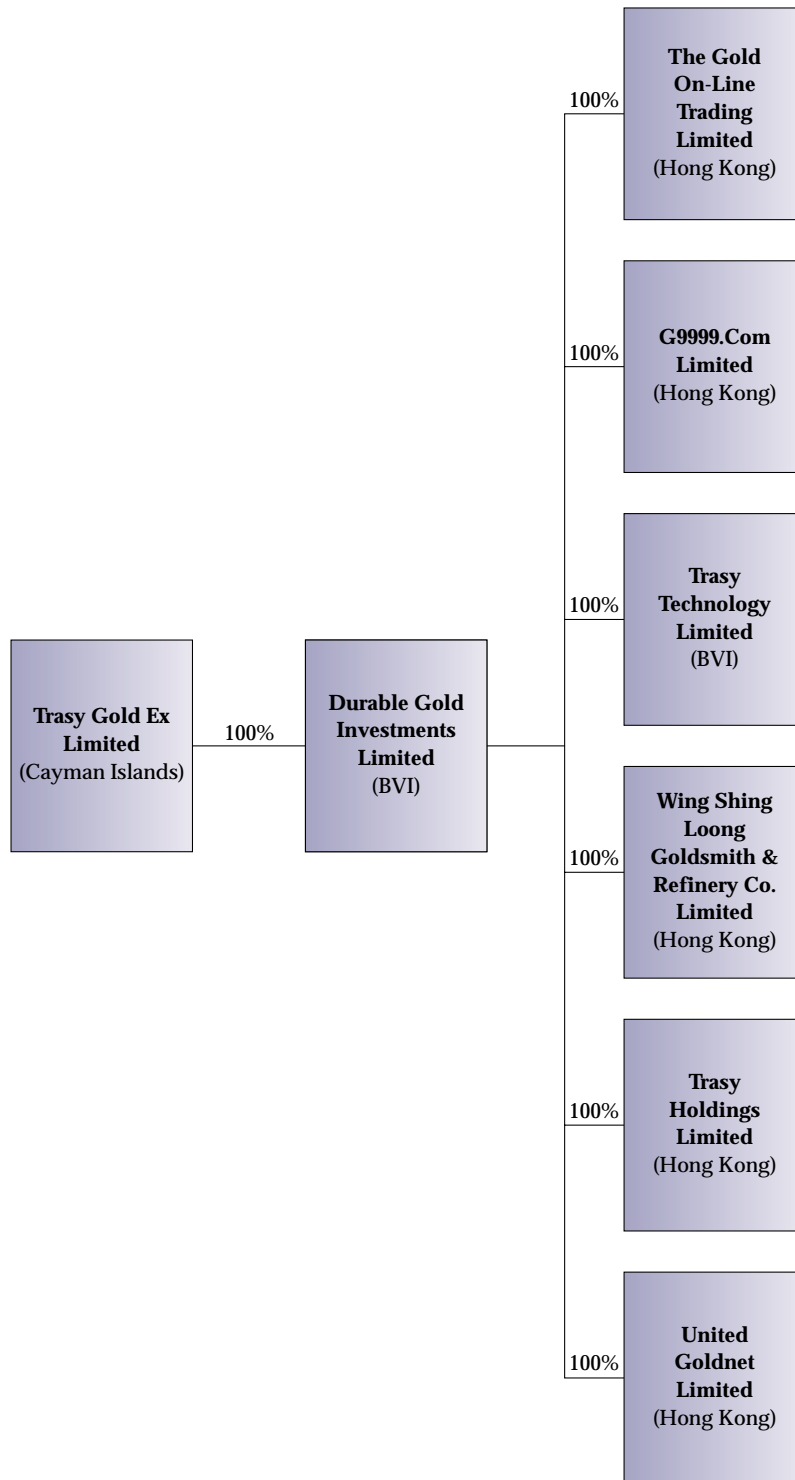 The Gold
On-Line
Trading
Limited
(Hong Kong)
100%
G9999.Com
Limited
(Hong Kong)
100%
Trasy
Technology
Limited
(BVI)
100%
Trasy Gold Ex
Limited
(Cayman Islands)
100%
Durable Gold
Investments
Limited
(BVI)
Wing Shing
Loong
Goldsmith &
Refinery Co.
Limited
(Hong Kong)
100%
Trasy
Holdings
Limited
(Hong Kong)
100%
United
Goldnet
Limited
(Hong Kong)
100%